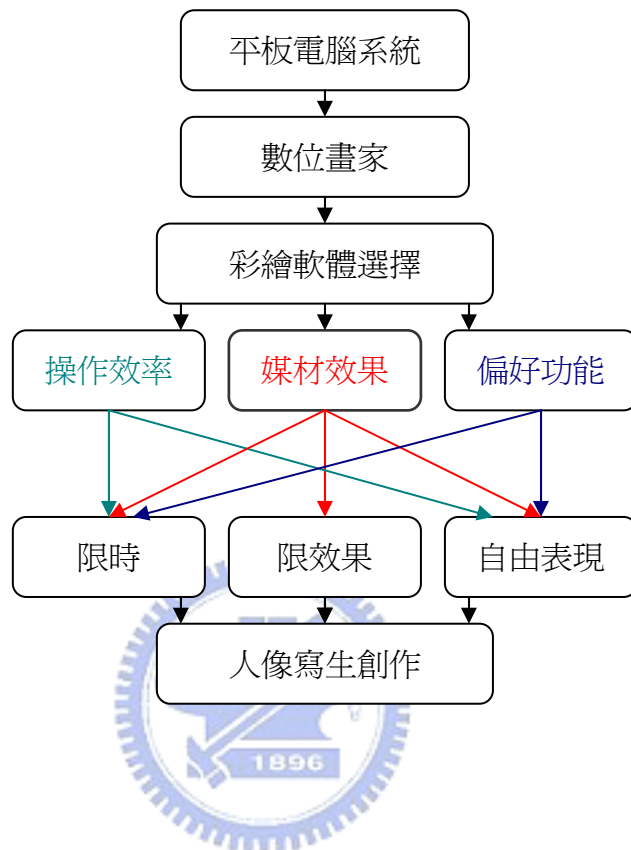 平板電腦系統
數位畫家
彩繪軟體選擇
操作效率 媒材效果 偏好功能
限時 限效果 自由表現
人像寫生創作
1896